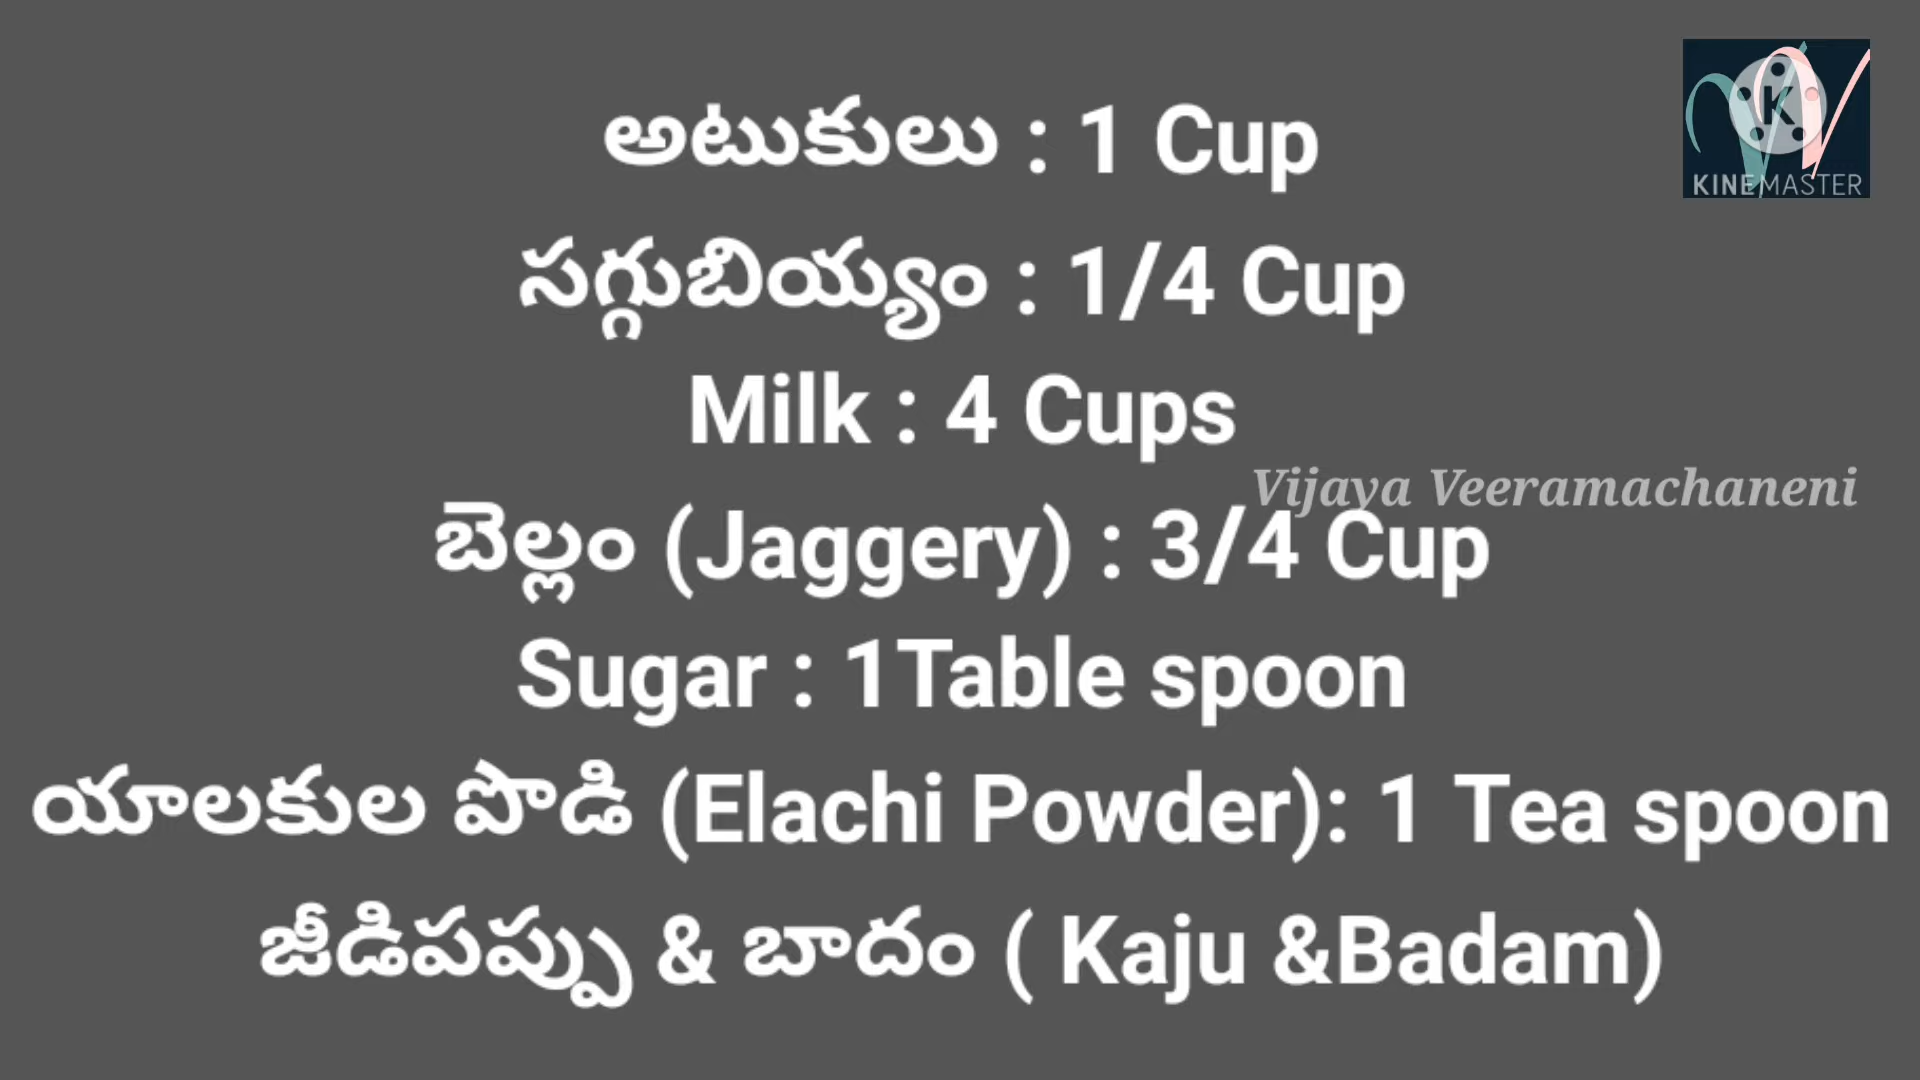 అటుకులు : 1 Cup
సగ్గుబియ్యం : 1/4 Cup
Milk : 4 Cups
Vijaya Veeramachaneni
బెల్లం (Jaggery) : 3/4 Cup
Sugar : 1Table spoon
యాలకుల పొడి (Elachi Powder): 1 Tea spoon
జీడిపప్పు & బాదం ( Kaju &Badam)
K
KINEMASTER